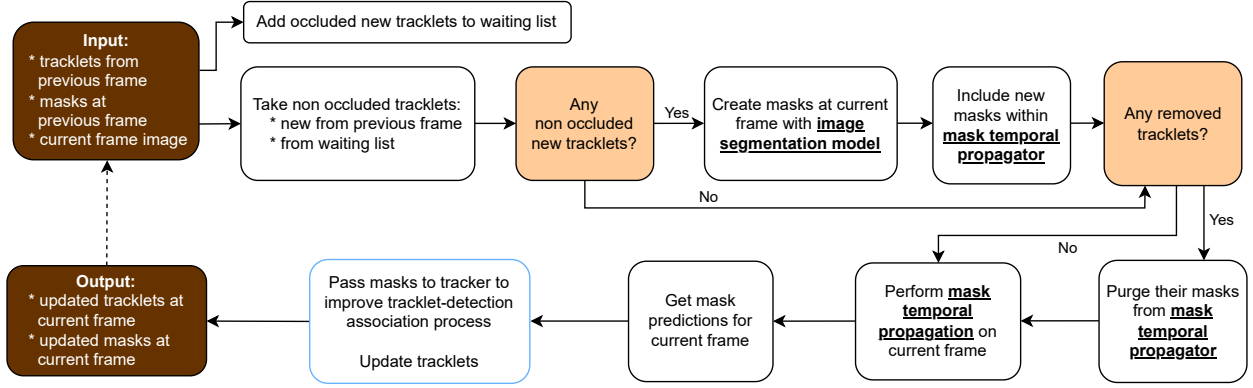 Input:
* tracklets from
previous frame
* masks at
previous frame
* current frame image
Add occluded new tracklets to waiting list
Take non occluded tracklets:
* new from previous frame
* from waiting list
Any
non occluded
new tracklets?
Yes
No
Create masks at current
frame with image
segmentation model
Include new
masks within
mask temporal
propagator
Any removed
tracklets?
Yes
No
Purge their masks
from mask
temporal
propagator
Perform mask
temporal
propagation on
current frame
Get mask
predictions for
current frame
Pass masks to tracker to
improve tracklet-detection
association process
Update tracklets
Output:
* updated tracklets at
current frame
* updated masks at
current frame